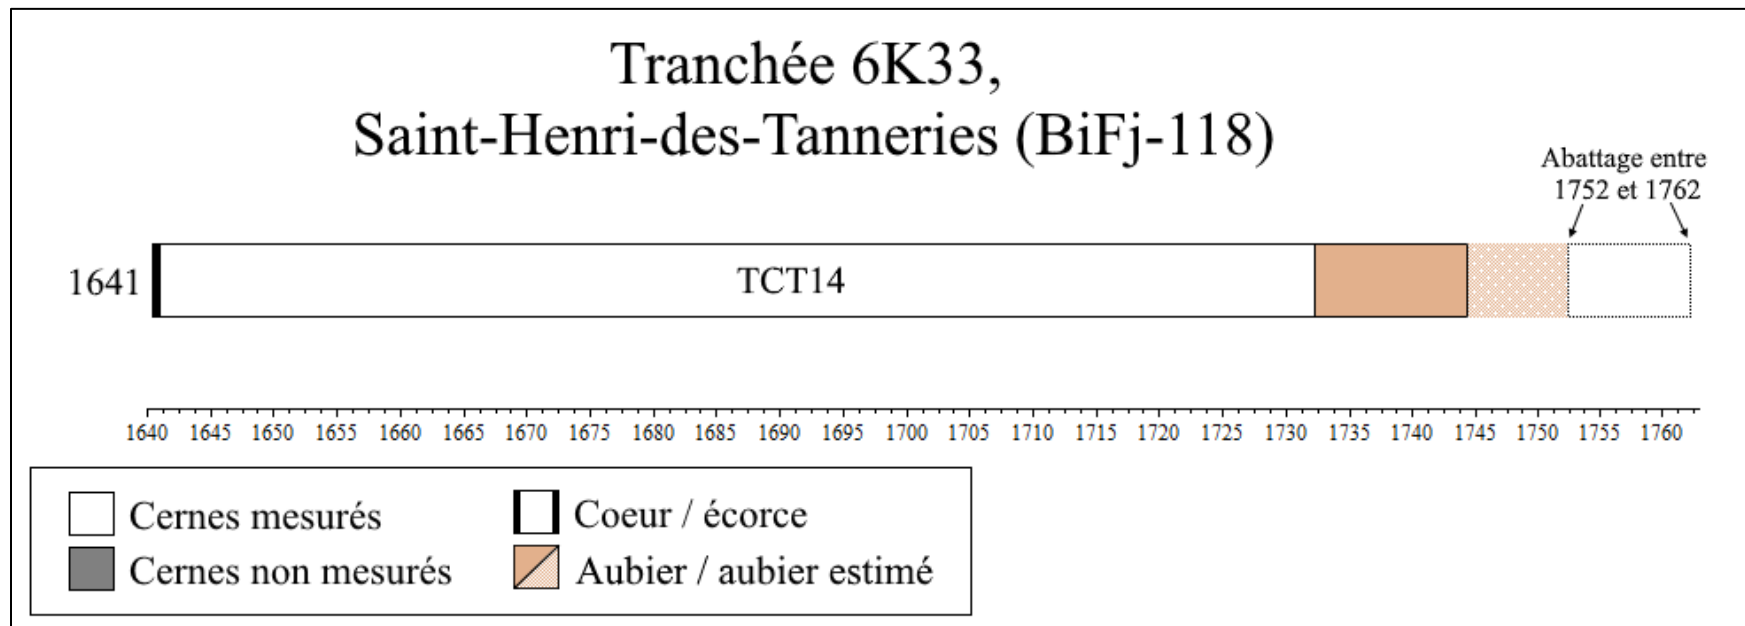 Tranchée 6K33,
Saint-Henri-des-Tanneries (BiFj-118)
Abattage entre
1752 et 1762
1641
TCT14
1640 1645 1650 1655 1660 1665 1670 1675 1680 1685 1690 1695 1700 1705 1710 1715 1720 1725 1730 1735 1740 1745 1750 1755 1760
Cernes mesurés
Coeur / écorce
Cernes non mesurés
Aubier / aubier estimé